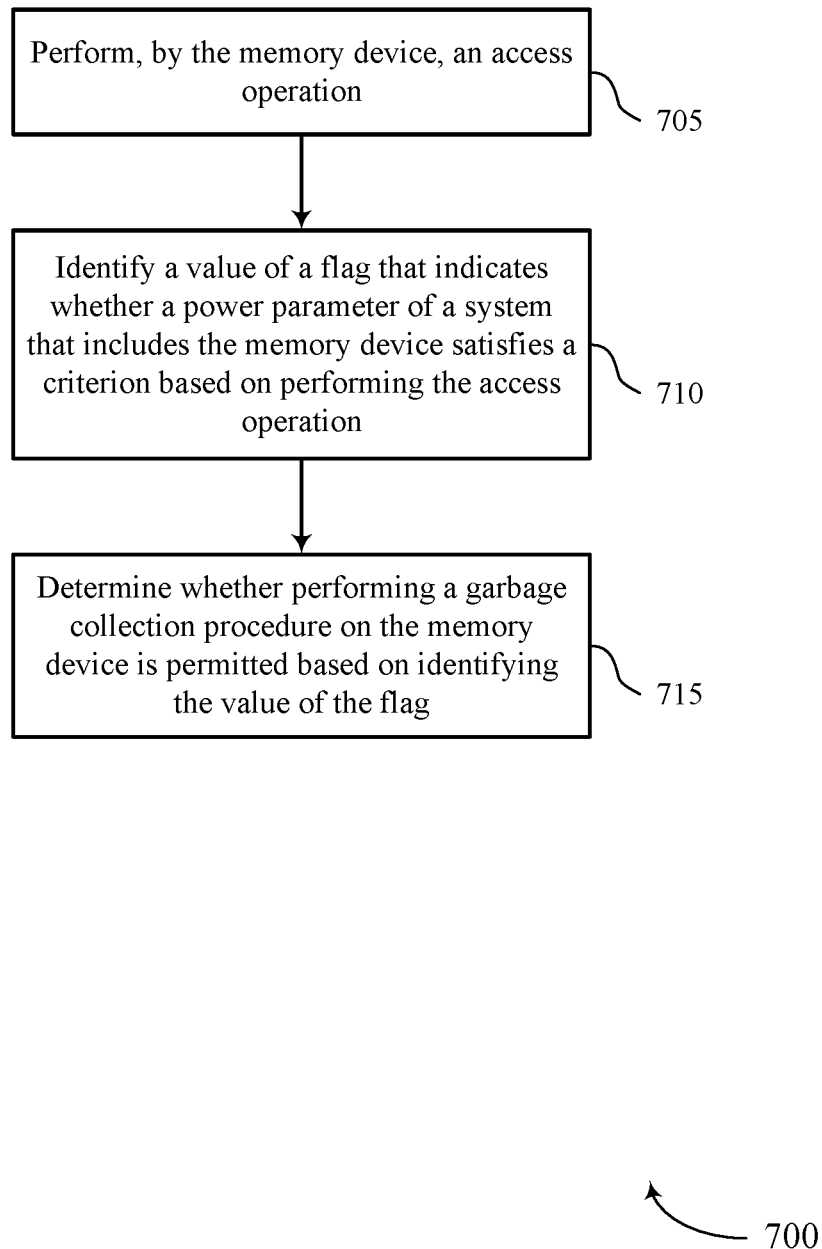 Perform, by the memory device, an access
operation
705
Identify a value of a flag that indicates
whether a power parameter of a system
that includes the memory device satisfies a
criterion based on performing the access
operation
710
Determine whether performing a garbage
collection procedure on the memory
device is permitted based on identifying
the value of the flag
715
700